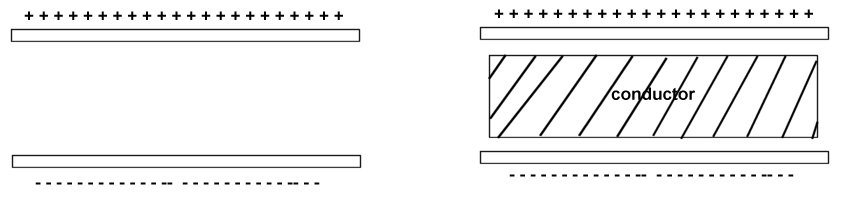 + + + + + + + + + + + + + + + + + + + + + +
+ + + + + + + + + + + + + + + + + + + + + +
conductor
- - - - - - - - - - - - -- - - - - - - - - - - -- - -
- - - - - - - - - - - - -- - - - - - - - - - - -- - -